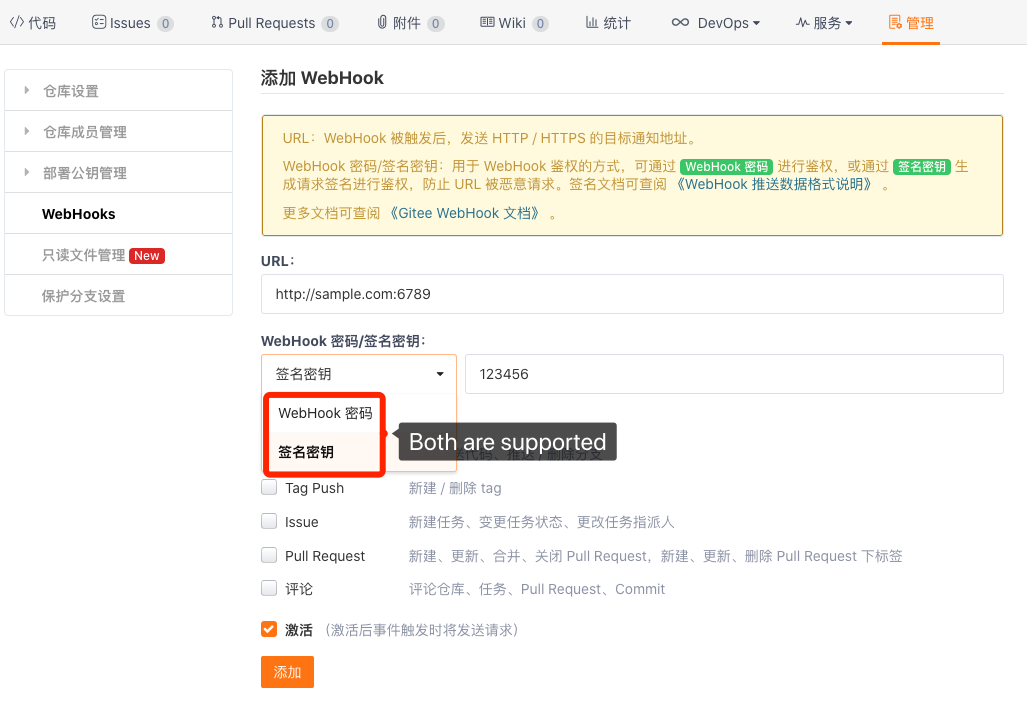 代码
Issues 0
Pull Requests 0
附件 0
Wiki 0
统计
DevOps
服务
管理
仓库设置
仓库成员管理
部署公钥管理
WebHooks
只读文件管理 New
保护分支设置
添加 WebHook
URL：WebHook 被触发后，发送 HTTP / HTTPS 的目标通知地址。
WebHook 密码/签名密钥：用于 WebHook 鉴权的方式，可通过 WebHook 密码 进行鉴权，或通过 签名密钥 生
成请求签名进行鉴权，防止 URL 被恶意请求。签名文档可查阅 《WebHook 推送数据格式说明》 。
更多文档可查阅 《Gitee WebHook 文档》 。
URL：
http://sample.com:6789
WebHook 密码/签名密钥：
签名密钥
123456
WebHook 密码
签名密钥
Both are supported
Tag Push 新建 / 删除 tag
Issue 新建任务、变更任务状态、更改任务指派人
Pull Request 新建、更新、合并、关闭 Pull Request，新建、更新、删除 Pull Request 下标签
评论 评论仓库、任务、Pull Request、Commit
激活 （激活后事件触发时将发送请求）
添加